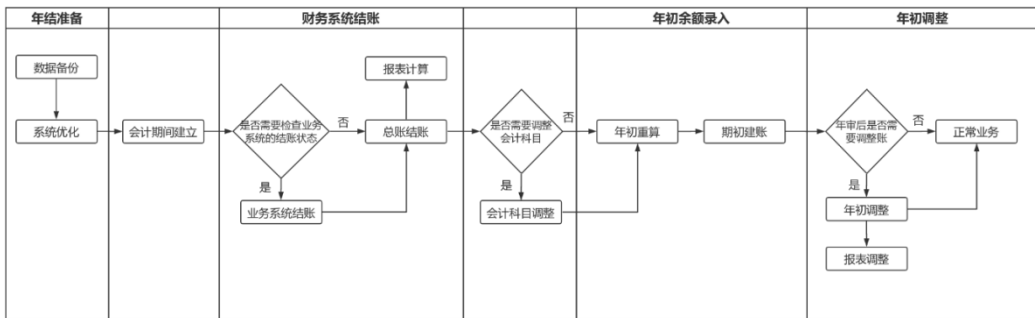 年结准备
财务系统结账
年初余额录入
年初调整
数据备份
系统优化
会计期间建立
是否需要检查业务
系统的结账状态
否
是
业务系统结账
报表计算
总账结账
是否需要调整
会计科目
否
是
会计科目调整
年初重算
期初建账
年审后是否需
要调整账
否
是
正常业务
年初调整
报表调整